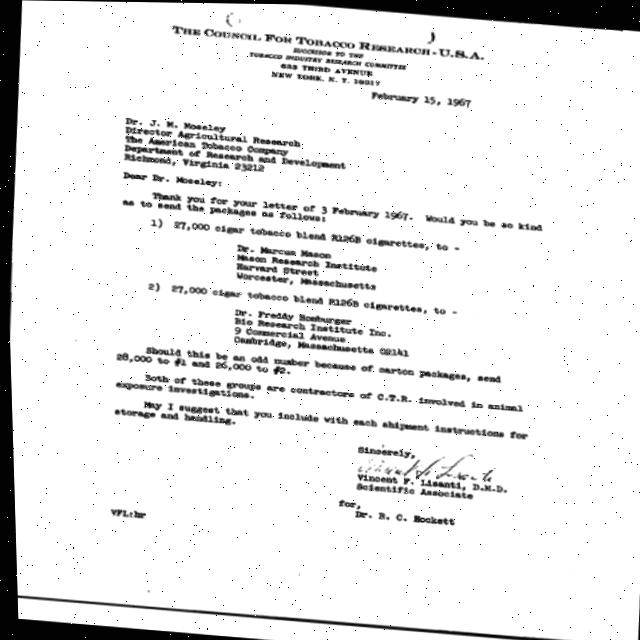 THE COUNCIL FOR TOBACCO RESEARCH - U.S.A.
SUCCESSOR TO THE
TOBACCO INDUSTRY RESEARCH COMMITTEE
633 THIRD AVENUE
NEW YORK, N. Y. 10017
February 15, 1967
Dr. J. M. Moseley
Director Agricultural Research
The American Tobacco Company
Department of Research and Development
Richmond, Virginia 23212
Dear Dr. Moseley:
Thank you for your letter of 3 February 1967. Would you be so kind
as to send the packages as follows:
1) 27,000 cigar tobacco blend R126B cigarettes, to -
Dr. Marcus Mason
Mason Research Institute
Harvard Street
Worcester, Massachusetts
2) 27,000 cigar tobacco blend R126B cigarettes, to -
Dr. Freddy Homburger
Bio Research Institute Inc.
9 Commercial Avenue
Cambridge, Massachusetts 02141
Should this be an odd number because of carton packages, send
28,000 to #1 and 26,000 to #2.
Both of these groups are contractors of C.T.R. involved in animal
exposure investigations.
May I suggest that you include with each shipment instructions for
storage and handling.
Sincerely,
Vincent F. Lisanti, D.M.D.
Scientific Associate
for,
Dr. R. C. Hockett
VFL:hr